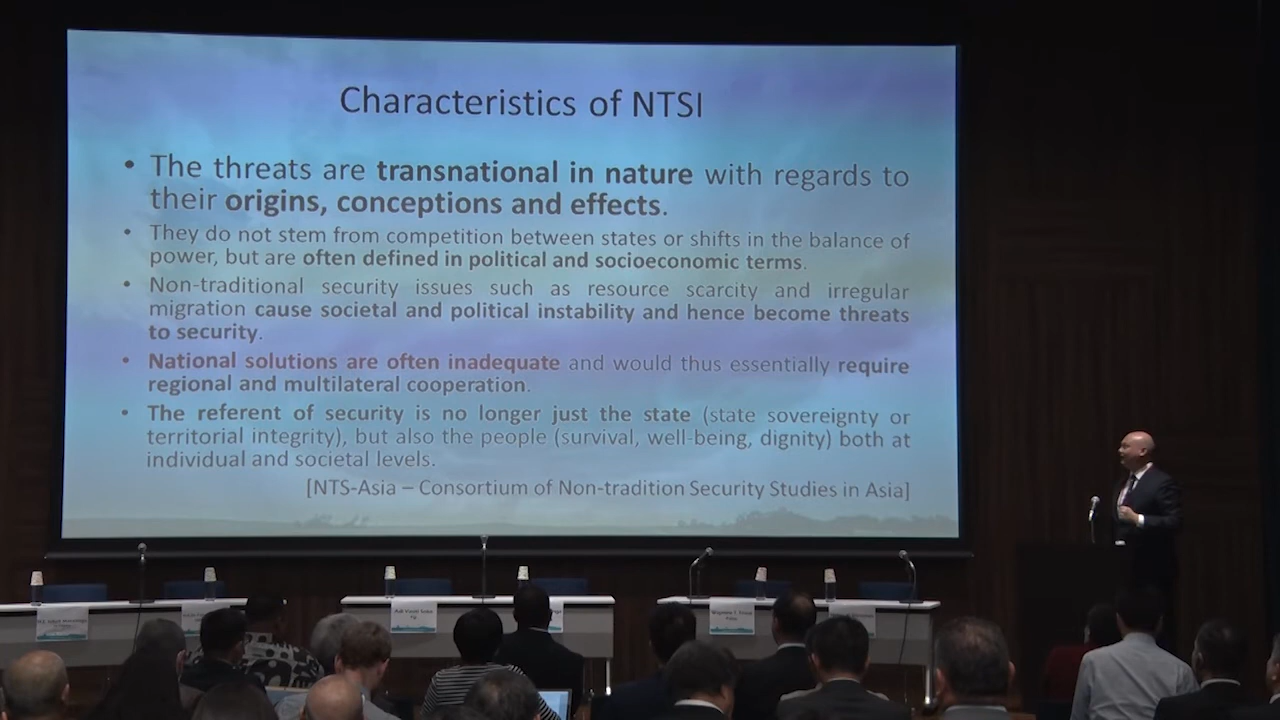 Characteristics of NTSI
• The threats are transnational in nature with regards to
their origins, conceptions and effects.
• They do not stem from competition between states or shifts in the balance of
power, but are often defined in political and socioeconomic terms.
• Non-traditional security issues such as resource scarcity and irregular
migration cause societal and political instability and hence become threats
to security.
• National solutions are often inadequate and would thus essentially require
regional and multilateral cooperation.
• The referent of security is no longer just the state (state sovereignty or
territorial integrity), but also the people (survival, well-being, dignity) both at
individual and societal levels.
[NTS-Asia – Consortium of Non-tradition Security Studies in Asia]